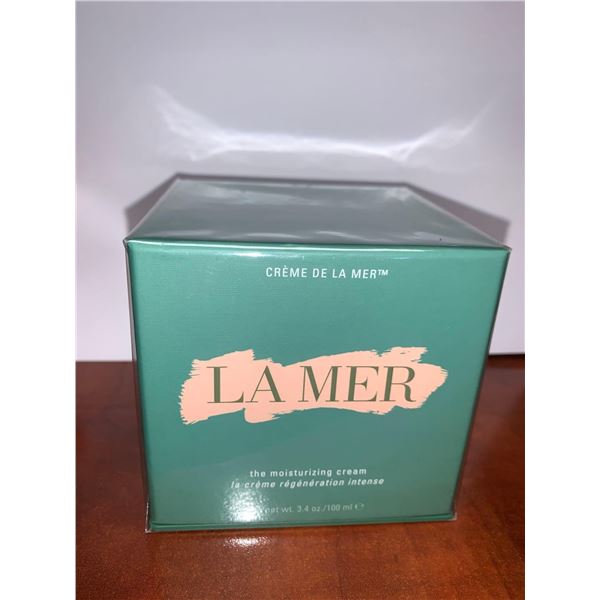 CRÈME DE LA MER™
LA MER
the moisturizing cream
la crème régénération intense
net wt. 3.4 oz./100 ml ℮